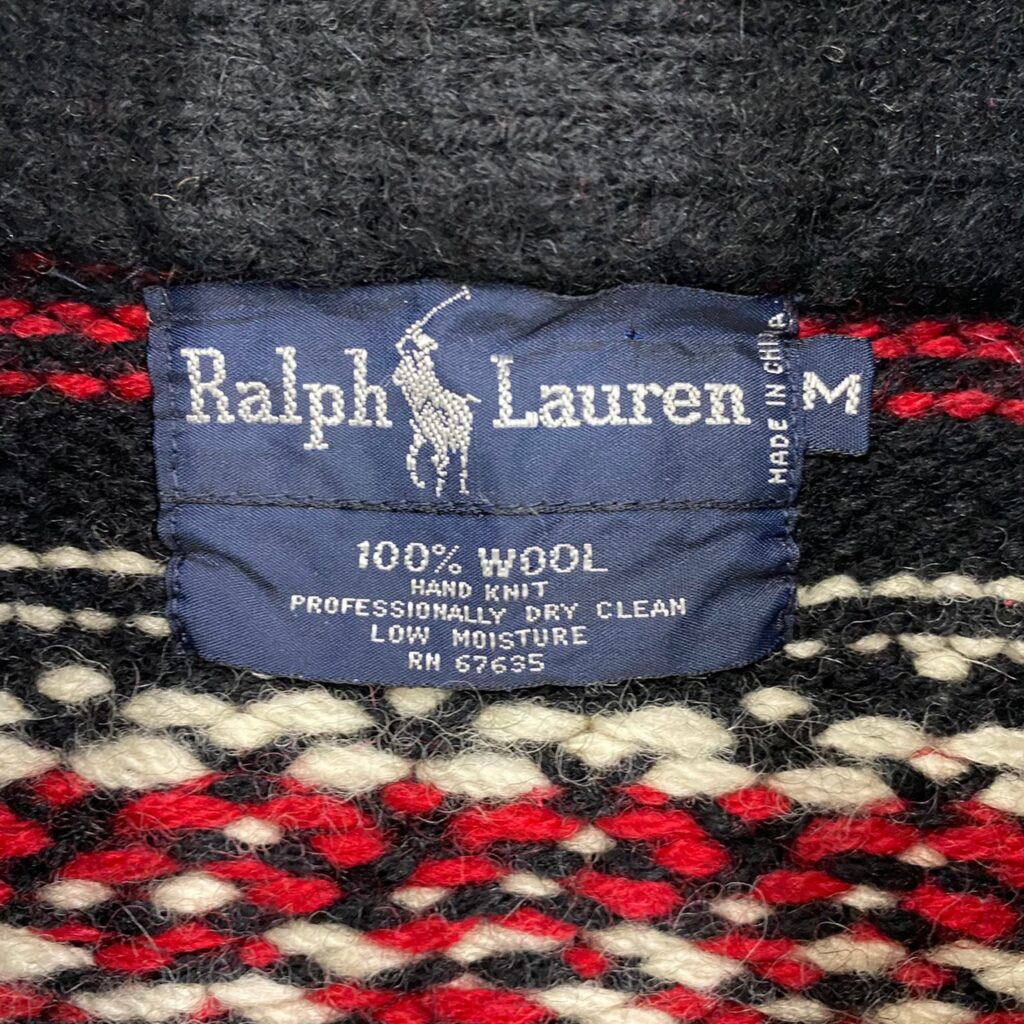 Ralph Lauren
MADE IN CHINA
M
100% WOOL
HAND KNIT
PROFESSIONALLY DRY CLEAN
LOW MOISTURE
RN 67635